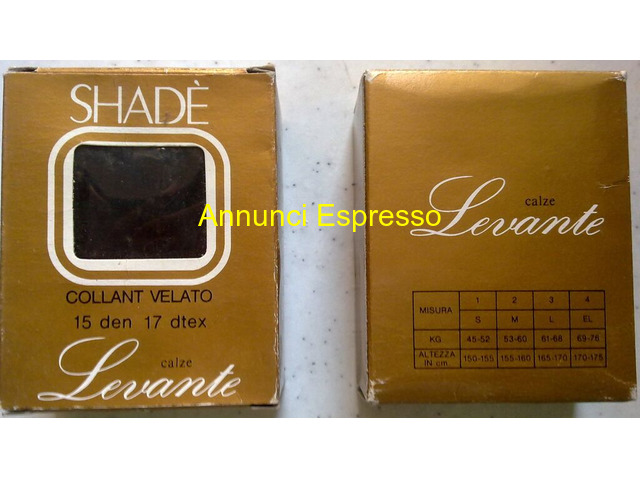 SHADÈ
COLLANT VELATO
15 den 17 dtex
calze
Levante
Annunci Espresso
calze
Levante
MISURA 1 2 3 4
S M L EL
KG 45-52 53-60 61-68 69-76
ALTEZZA IN cm. 150-155 155-160 165-170 170-175